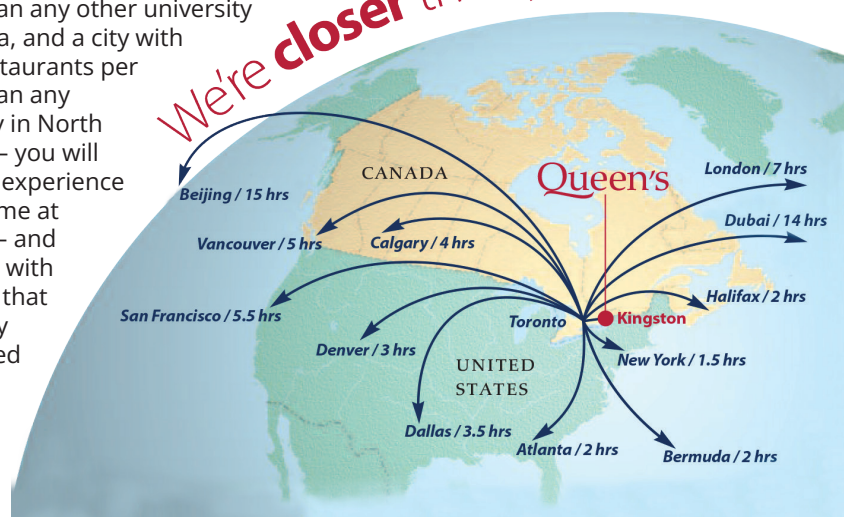 an any other university
a, and a city with
taurants per
an any
y in North
– you will
experience
me at
– and
with
that
y
ed
We're closer
CANADA
Queen's
London / 7 hrs
Beijing / 15 hrs
Dubai / 14 hrs
Vancouver / 5 hrs
Calgary / 4 hrs
San Francisco / 5.5 hrs
Halifax / 2 hrs
Toronto
Kingston
Denver / 3 hrs
New York / 1.5 hrs
UNITED
STATES
Dallas / 3.5 hrs
Atlanta / 2 hrs
Bermuda / 2 hrs